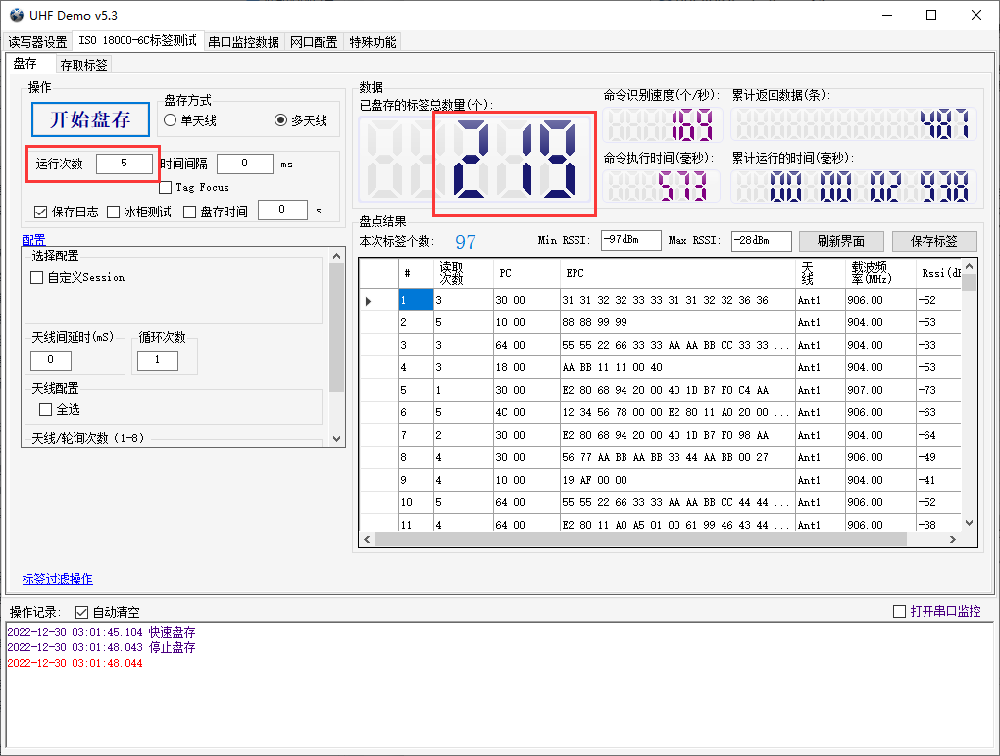 UHF Demo v5.3
读写器设置 ISO 18000-6C标签测试 串口监控数据 网口配置 特殊功能
盘存 存取标签
操作
开始盘存
盘存方式
单天线 多天线
运行次数 5 时间间隔 0 ms
Tag Focus
保存日志 冰柜测试 盘存时间 0 s
配置
选择配置
自定义Session
天线间延时(mS) 循环次数
0 1
天线配置
全选
天线/轮询次数 (1-8)
标签过滤操作
数据
已盘存的标签总数量(个):
219
命令识别速度(个/秒):
169
累计返回数据(条):
487
命令执行时间(毫秒):
573
累计运行的时间(毫秒):
00 00 02 938
盘点结果
本次标签个数: 97 Min RSSI: -97dBm Max RSSI: -28dBm 刷新界面 保存标签
# 读取次数 PC EPC 天线 载波频率(MHz) Rssi(dB
1 3 30 00 31 31 32 32 33 33 31 31 32 32 36 36 Ant1 906.00 -52
2 5 10 00 88 88 99 99 Ant1 904.00 -53
3 3 64 00 55 55 22 66 33 33 AA AA BB CC 33 33 ... Ant1 904.00 -33
4 3 18 00 AA BB 11 11 00 40 Ant1 904.00 -53
5 1 30 00 E2 80 68 94 20 00 40 1D B7 F0 C4 AA Ant1 907.00 -73
6 5 4C 00 12 34 56 78 00 00 E2 80 11 A0 20 00 ... Ant1 906.00 -63
7 2 30 00 E2 80 68 94 20 00 40 1D B7 F0 98 AA Ant1 904.00 -64
8 4 30 00 56 77 AA BB AA BB 33 44 AA BB 00 27 Ant1 906.00 -49
9 4 10 00 19 AF 00 00 Ant1 904.00 -41
10 5 64 00 55 55 22 66 33 33 AA AA BB CC 44 44 ... Ant1 906.00 -52
11 4 64 00 E2 80 11 A0 A5 01 00 61 99 46 43 44 ... Ant1 906.00 -38
操作记录: 自动清空 打开串口监控
2022-12-30 03:01:45.104 快速盘存
2022-12-30 03:01:48.043 停止盘存
2022-12-30 03:01:48.044